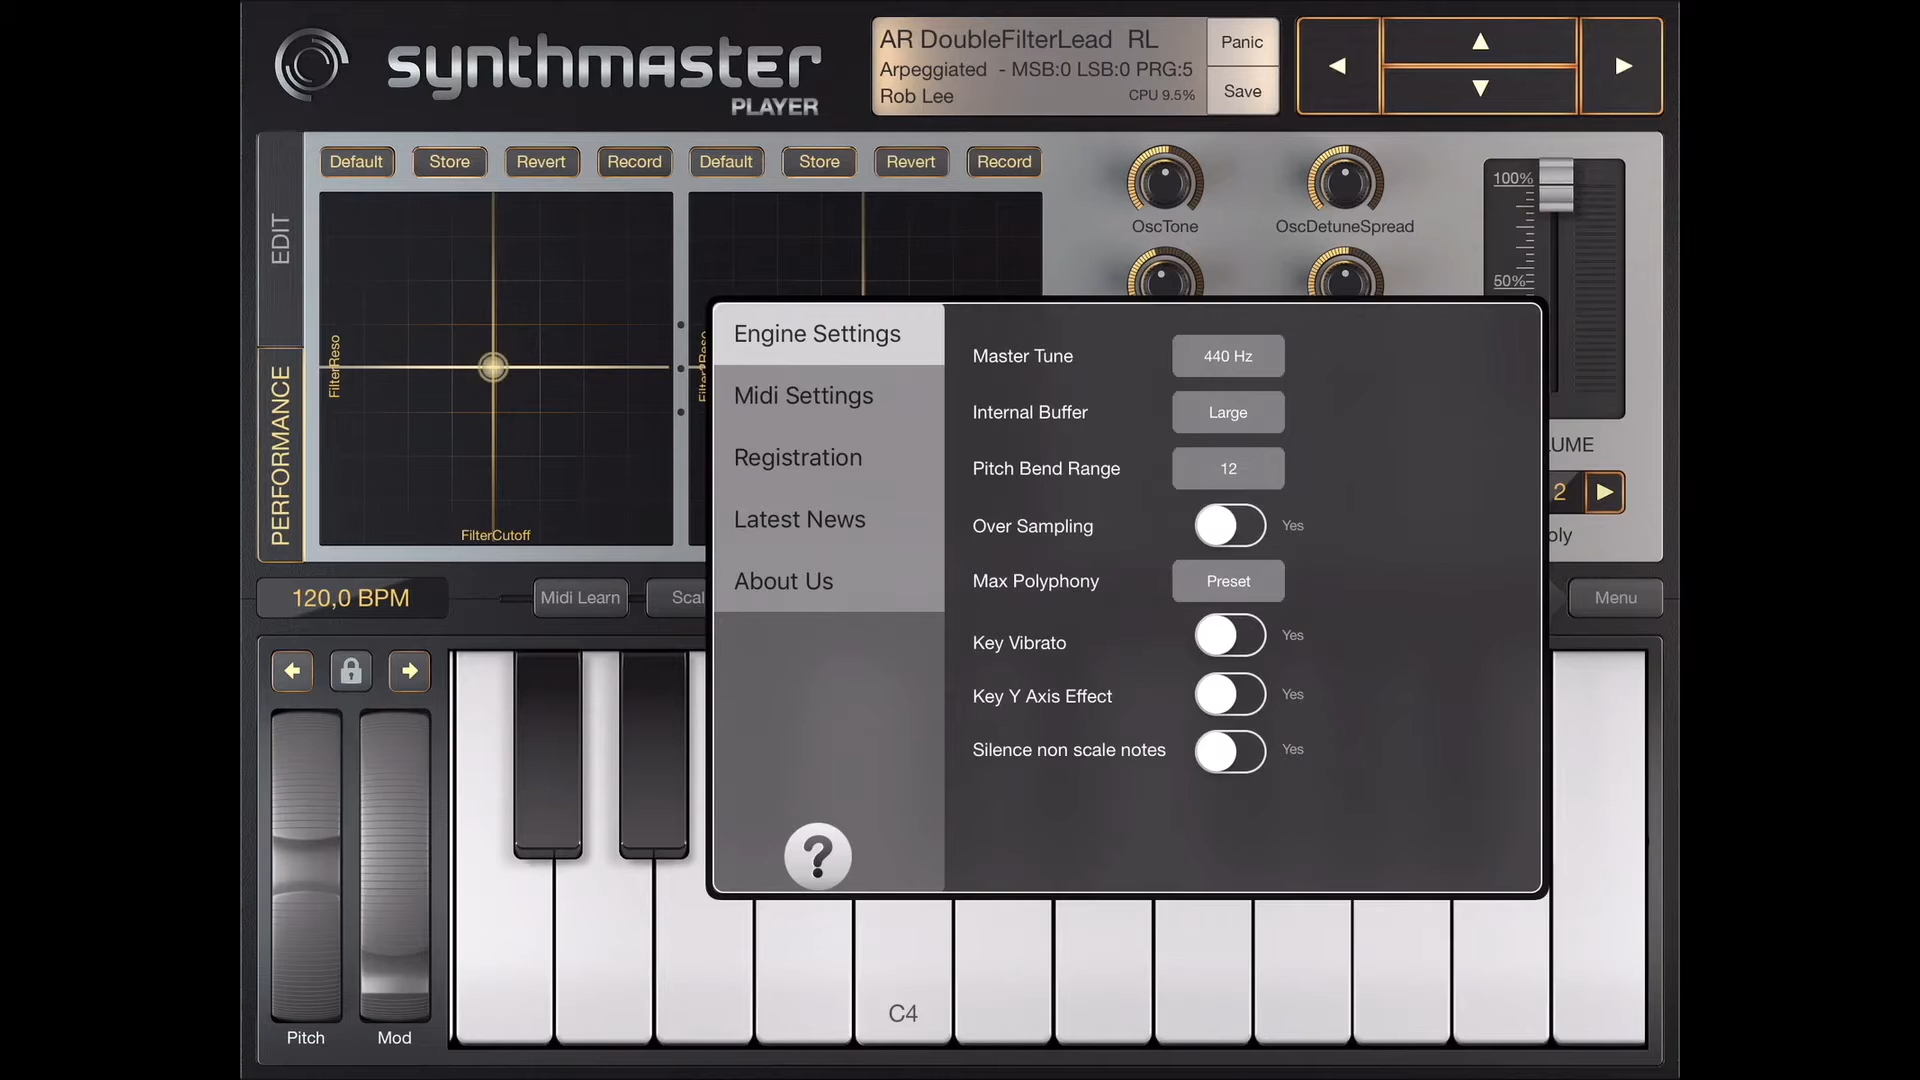 synthmaster
PLAYER
AR DoubleFilterLead RL
Arpeggiated - MSB:0 LSB:0 PRG:5
Rob Lee
CPU 9.5%
Panic
Save
EDIT
PERFORMANCE
Default
Store
Revert
Record
Default
Store
Revert
Record
OscTone
OscDetuneSpread
100%
50%
FilterReso
FilterCutoff
FilterReso
UME
2
oly
120,0 BPM
Midi Learn
Scal
Menu
Engine Settings
Midi Settings
Registration
Latest News
About Us
?
Master Tune
440 Hz
Internal Buffer
Large
Pitch Bend Range
12
Over Sampling
Yes
Max Polyphony
Preset
Key Vibrato
Yes
Key Y Axis Effect
Yes
Silence non scale notes
Yes
Pitch
Mod
C4